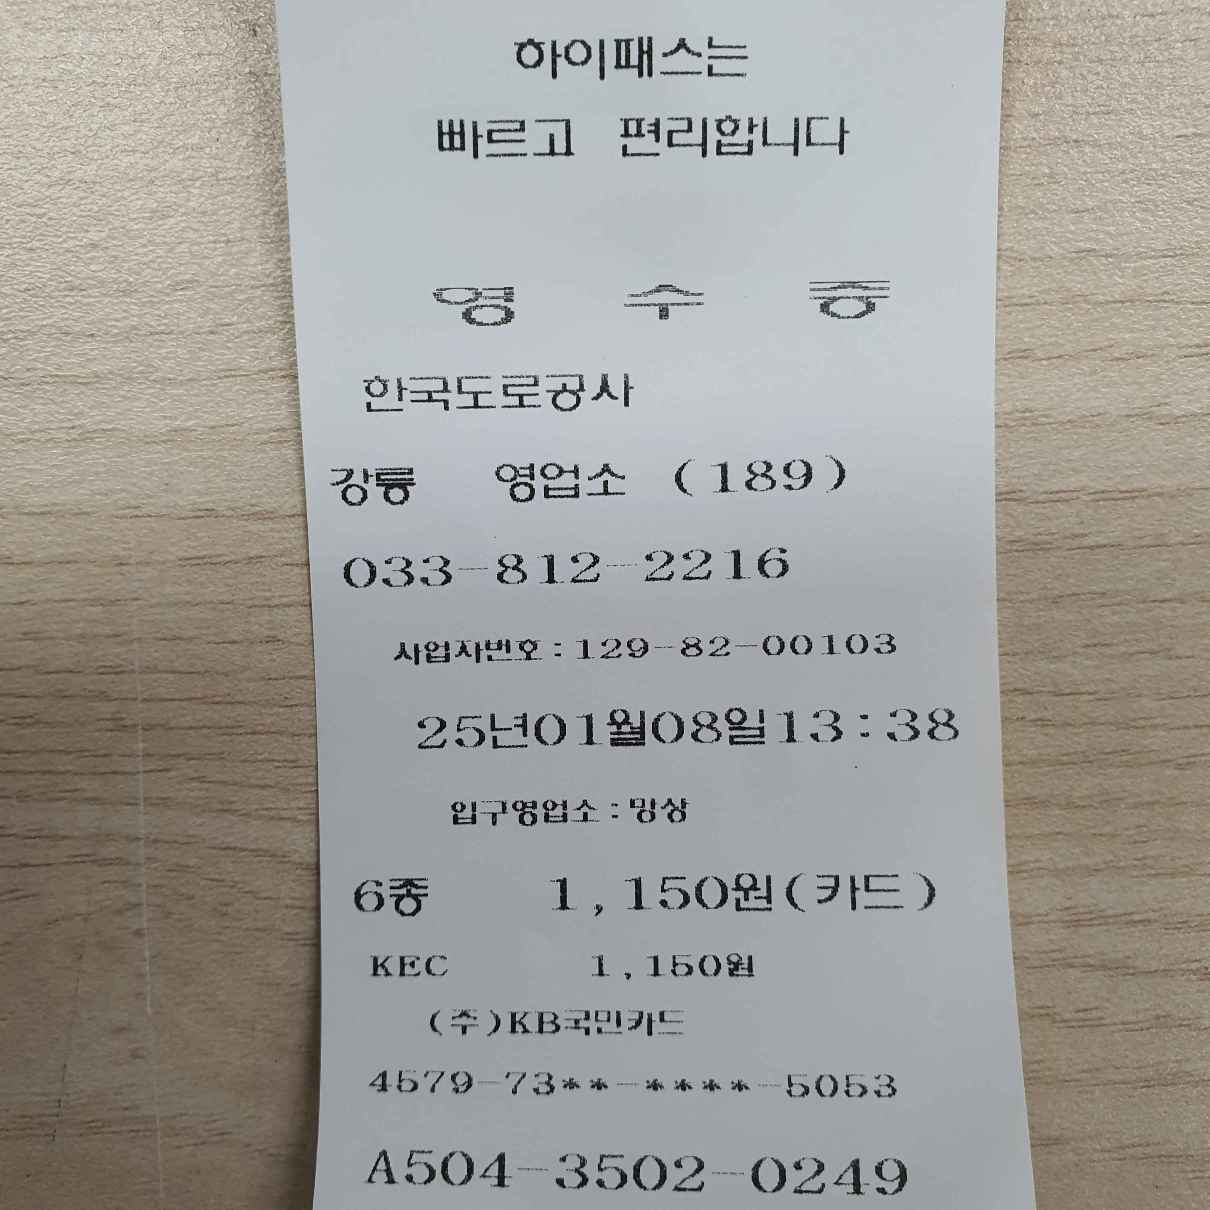 하이패스는
빠르고 편리합니다
영 수 증
한국도로공사
강릉 영업소 (189)
033-812-2216
사업자번호:129-82-00103
25년01월08일13:38
입구영업소:망상
6종 1,150원(카드)
KEC 1,150원
(주)KB국민카드
4579-73**-****-5053
A504-3502-0249